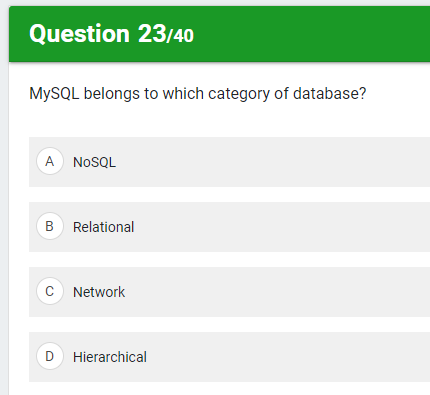 Question 23/40
MySQL belongs to which category of database?
A NoSQL
B Relational
C Network
D Hierarchical